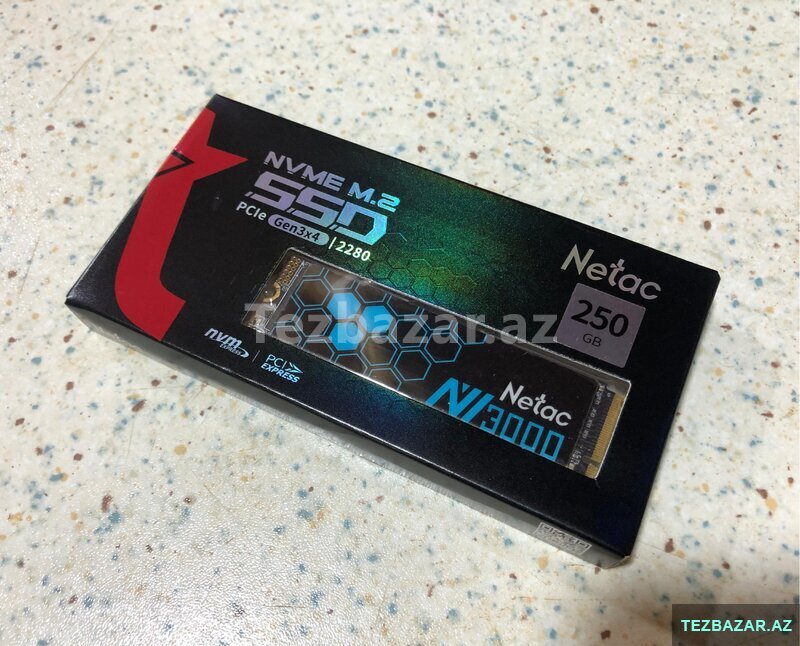 NVME M.2
SSD
PCIe Gen3x4 | 2280
Netac
250
GB
Tezbazar.az
nvm
EXPRESS
PCI
EXPRESS
Netac
NV3000
TEZBAZAR.AZ